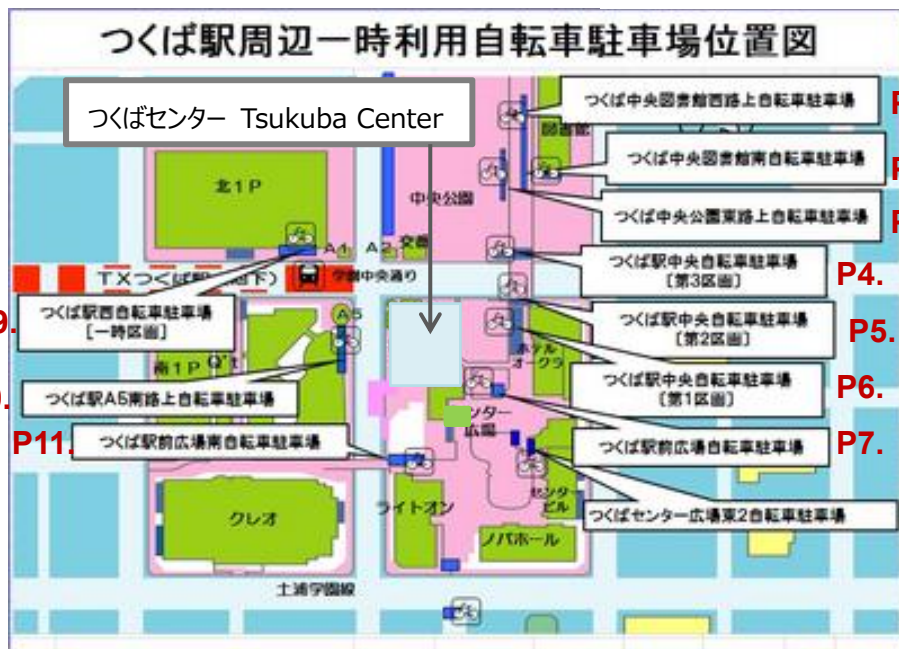 つくば駅周辺一時利用自転車駐車場位置図
つくばセンター Tsukuba Center
つくば中央図書館西路上自転車駐車場
図書館
つくば中央図書館南自転車駐車場
北1P
中央公園
つくば中央公園東路上自転車駐車場
A1
A2
交番
つくば駅中央自転車駐車場
[第3区画]
P4.
TXつくば駅(地下)
学園中央通り
つくば駅西自転車駐車場
[一時区画]
9.
A5
つくば駅中央自転車駐車場
[第2区画]
P5.
ホテル
オークラ
南1P
Q't
つくば駅中央自転車駐車場
[第1区画]
P6.
つくば駅A5南路上自転車駐車場
センター
広場
P11.
つくば駅前広場南自転車駐車場
つくば駅前広場自転車駐車場
P7.
クレオ
ライトオン
センター
ビル
つくばセンター広場東2自転車駐車場
ノバホール
土浦学園線